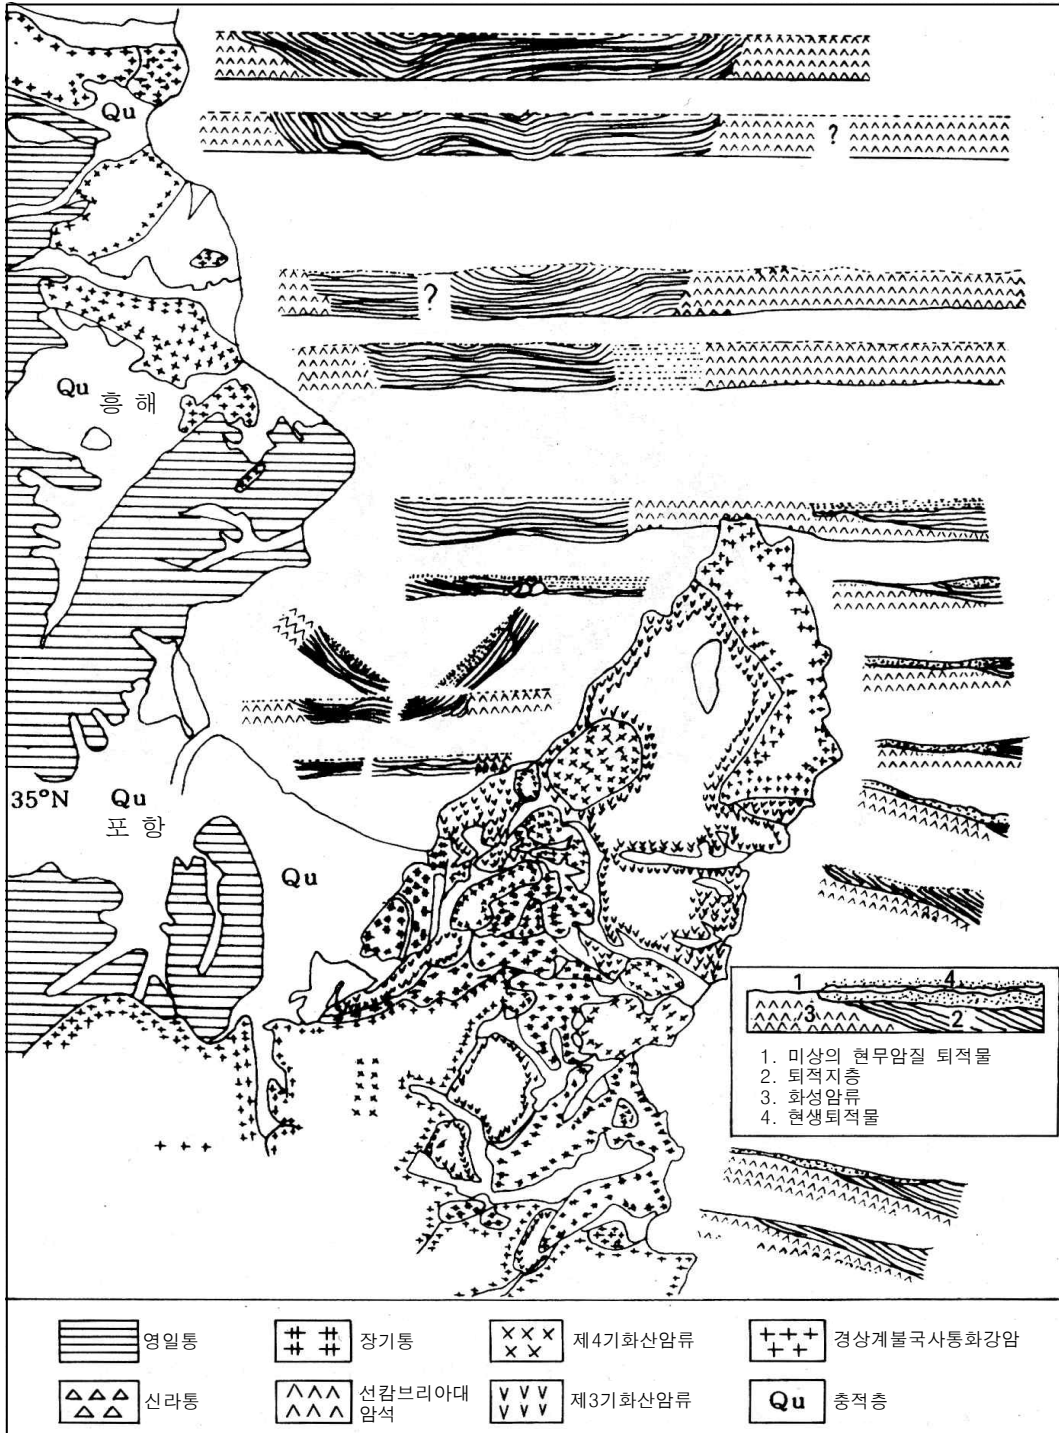 Qu
?
?
Qu 흥 해
35°N Qu
포 항
Qu
1 4
3 2
1. 미상의 현무암질 퇴적물
2. 퇴적지층
3. 화성암류
4. 현생퇴적물
영일통
장기통
제4기화산암류
경상계불국사통화강암
신라통
선캄브리아대
암석
제3기화산암류
Qu 충적층